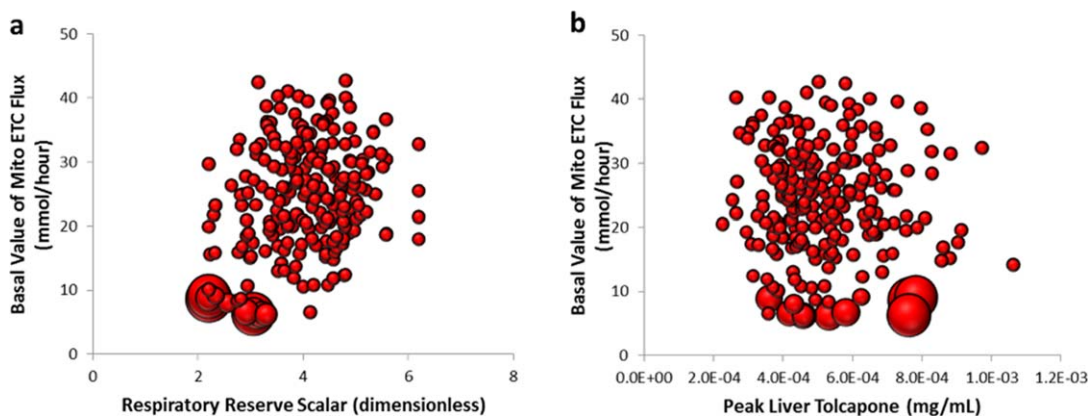 a
Basal Value of Mito ETC Flux
(mmol/hour)
50
40
30
20
10
0
0 2 4 6 8
Respiratory Reserve Scalar (dimensionless)
b
Basal Value of Mito ETC Flux
(mmol/hour)
50
40
30
20
10
0
0.0E+00 2.0E-04 4.0E-04 6.0E-04 8.0E-04 1.0E-03 1.2E-03
Peak Liver Tolcapone (mg/mL)